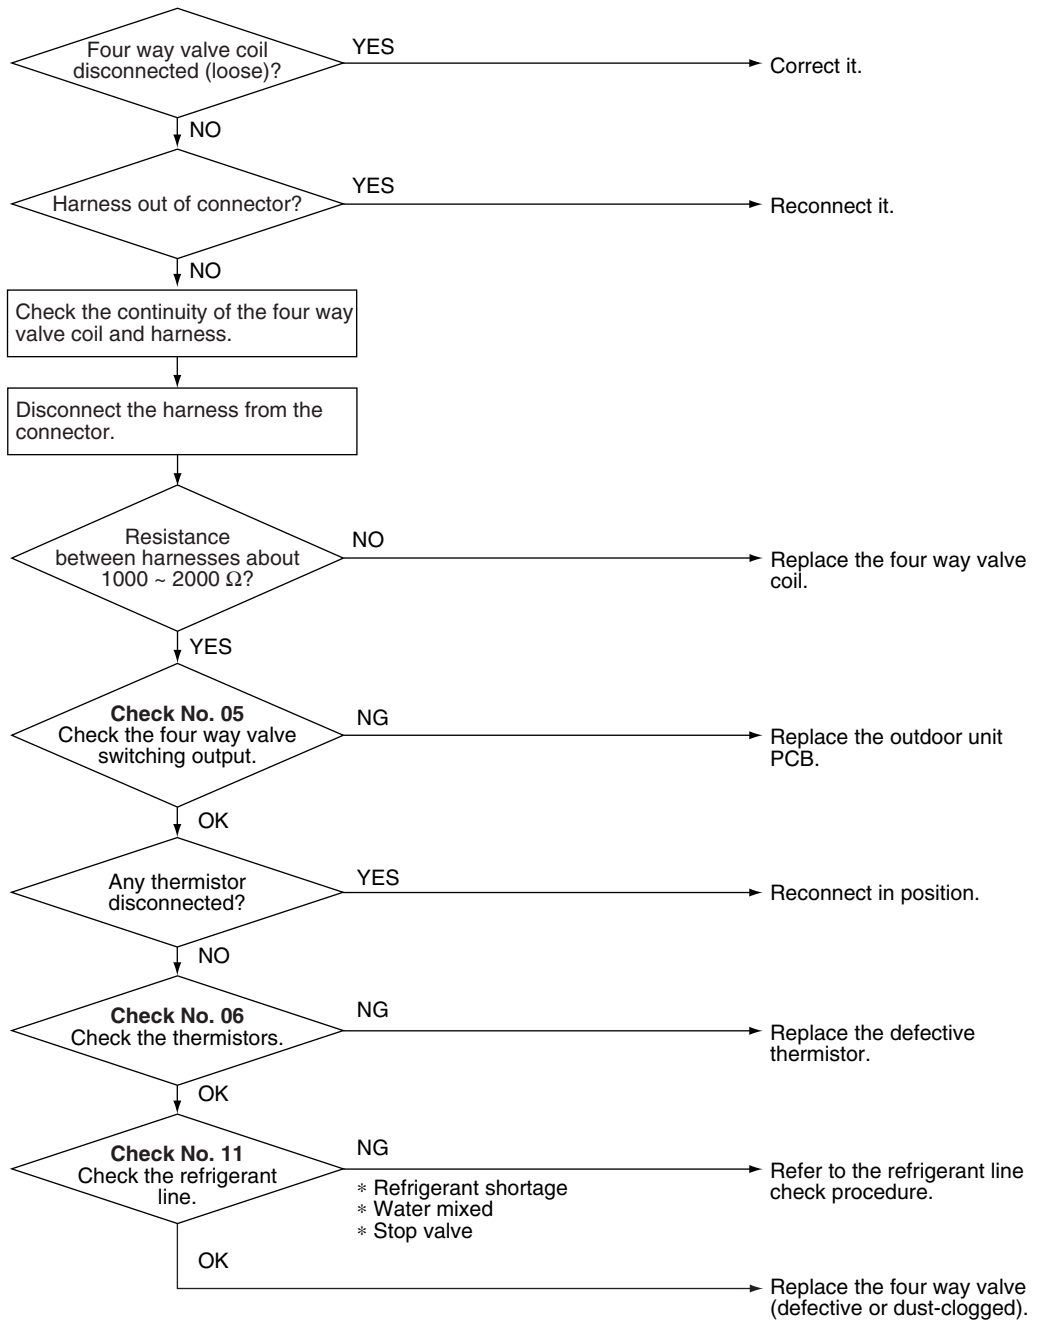 Four way valve coil
disconnected (loose)?
YES
Correct it.
NO
Harness out of connector?
YES
Reconnect it.
NO
Check the continuity of the four way
valve coil and harness.
Disconnect the harness from the
connector.
Resistance
between harnesses about
1000 ~ 2000 Ω?
NO
Replace the four way valve
coil.
YES
Check No. 05
Check the four way valve
switching output.
NG
Replace the outdoor unit
PCB.
OK
Any thermistor
disconnected?
YES
Reconnect in position.
NO
Check No. 06
Check the thermistors.
NG
Replace the defective
thermistor.
OK
Check No. 11
Check the refrigerant
line.
NG
∗ Refrigerant shortage
∗ Water mixed
∗ Stop valve
Refer to the refrigerant line
check procedure.
OK
Replace the four way valve
(defective or dust-clogged).